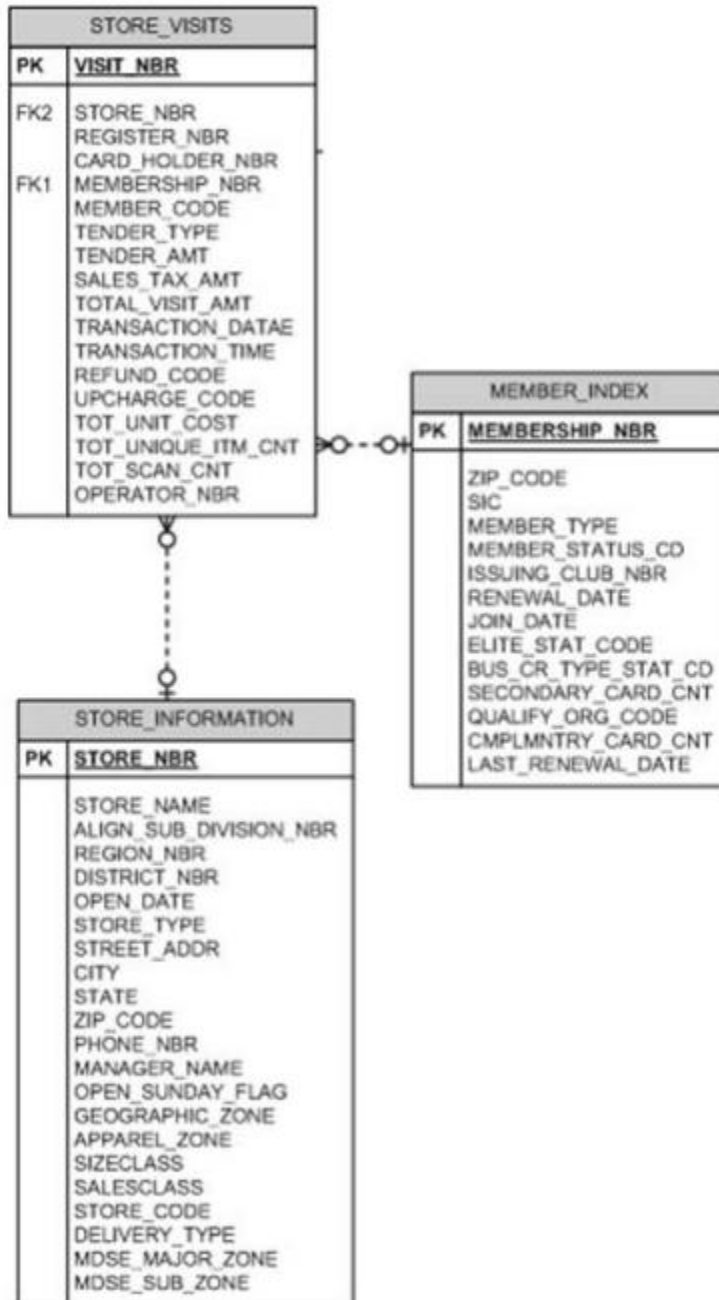 STORE_VISITS
PK VISIT_NBR
FK2 STORE_NBR
REGISTER_NBR
CARD_HOLDER_NBR
FK1 MEMBERSHIP_NBR
MEMBER_CODE
TENDER_TYPE
TENDER_AMT
SALES_TAX_AMT
TOTAL_VISIT_AMT
TRANSACTION_DATAE
TRANSACTION_TIME
REFUND_CODE
UPCHARGE_CODE
TOT_UNIT_COST
TOT_UNIQUE_ITM_CNT
TOT_SCAN_CNT
OPERATOR_NBR
MEMBER_INDEX
PK MEMBERSHIP_NBR
ZIP_CODE
SIC
MEMBER_TYPE
MEMBER_STATUS_CD
ISSUING_CLUB_NBR
RENEWAL_DATE
JOIN_DATE
ELITE_STAT_CODE
BUS_CR_TYPE_STAT_CD
SECONDARY_CARD_CNT
QUALIFY_ORG_CODE
CMPLMNTRY_CARD_CNT
LAST_RENEWAL_DATE
STORE_INFORMATION
PK STORE_NBR
STORE_NAME
ALIGN_SUB_DIVISION_NBR
REGION_NBR
DISTRICT_NBR
OPEN_DATE
STORE_TYPE
STREET_ADDR
CITY
STATE
ZIP_CODE
PHONE_NBR
MANAGER_NAME
OPEN_SUNDAY_FLAG
GEOGRAPHIC_ZONE
APPAREL_ZONE
SIZECLASS
SALESCLASS
STORE_CODE
DELIVERY_TYPE
MDSE_MAJOR_ZONE
MDSE_SUB_ZONE